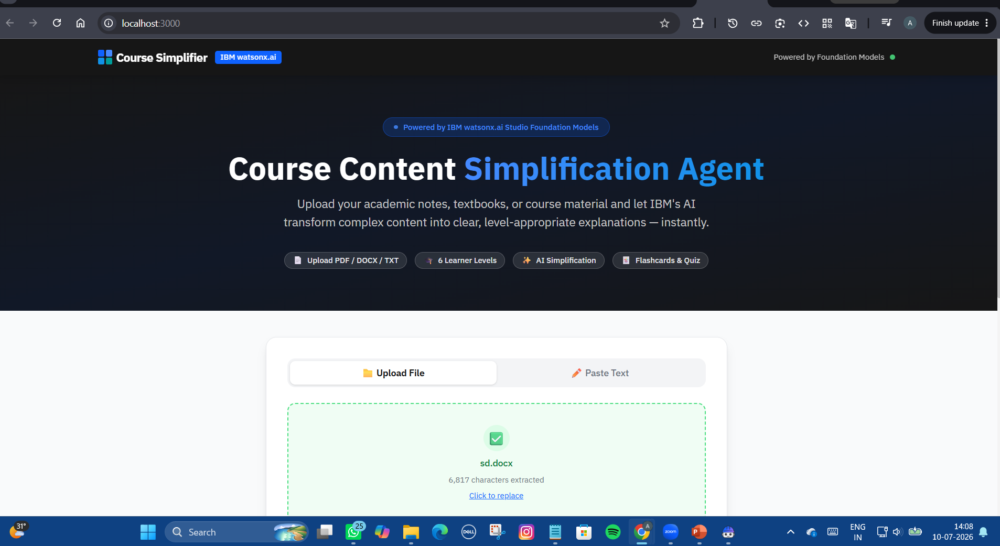 localhost:3000
A
Finish update
Course Simplifier
IBM watsonx.ai
Powered by Foundation Models
Powered by IBM watsonx.ai Studio Foundation Models
Course Content Simplification Agent
Upload your academic notes, textbooks, or course material and let IBM's AI
transform complex content into clear, level-appropriate explanations — instantly.
Upload PDF / DOCX / TXT
6 Learner Levels
AI Simplification
Flashcards & Quiz
Upload File
Paste Text
sd.docx
6,817 characters extracted
Click to replace
31°
Search
25
DELL
A
zoom
P
ENG
IN
14:08
10-07-2026